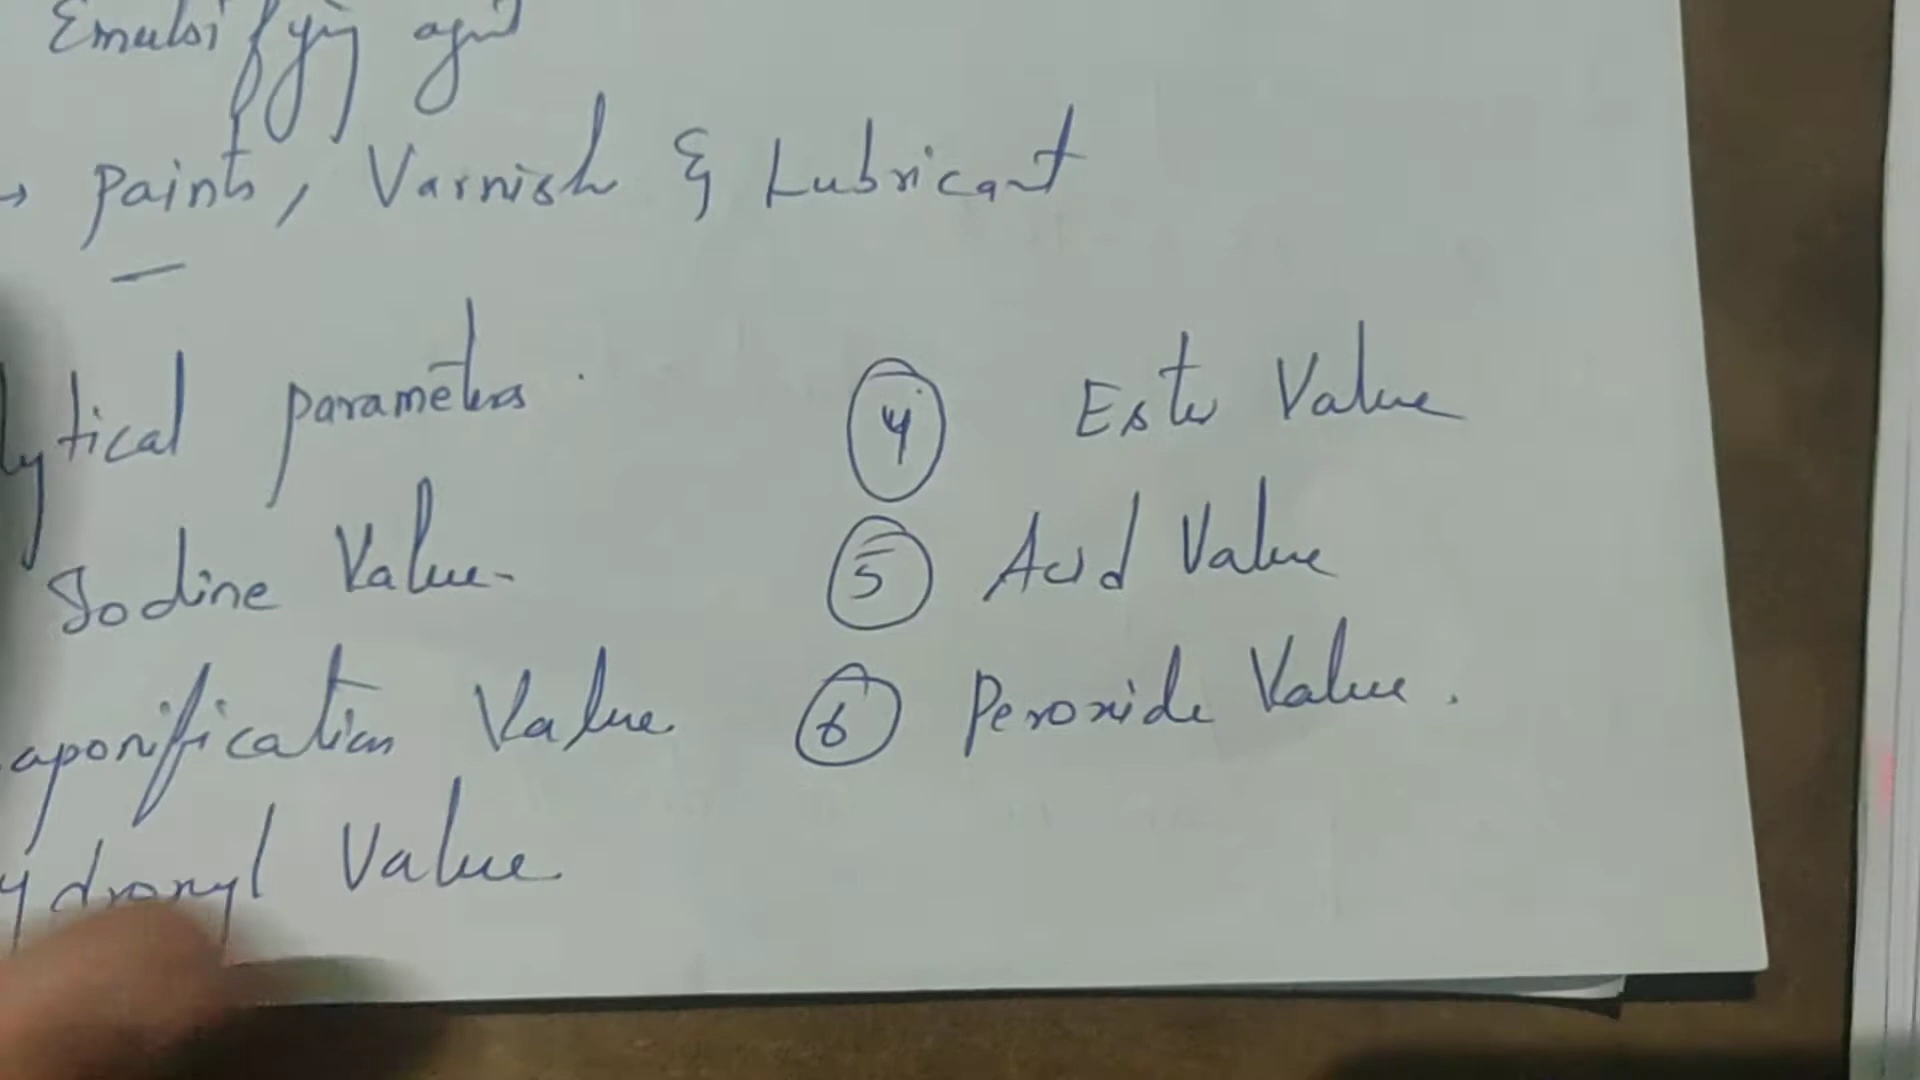 Emulsifying agent
→ Paints, Varnish & Lubricant
lytical parameters
Iodine Value
aponification Value
ydroxyl Value
4 Ester Value
5 Acid Value
6 Peroxide Value.